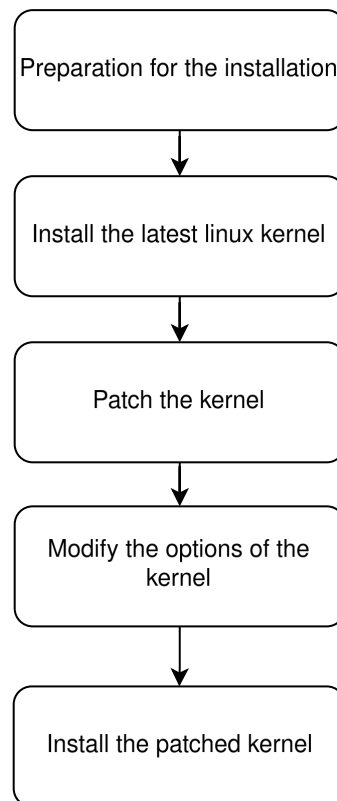 Preparation for the installation
Install the latest linux kernel
Patch the kernel
Modify the options of the
kernel
Install the patched kernel